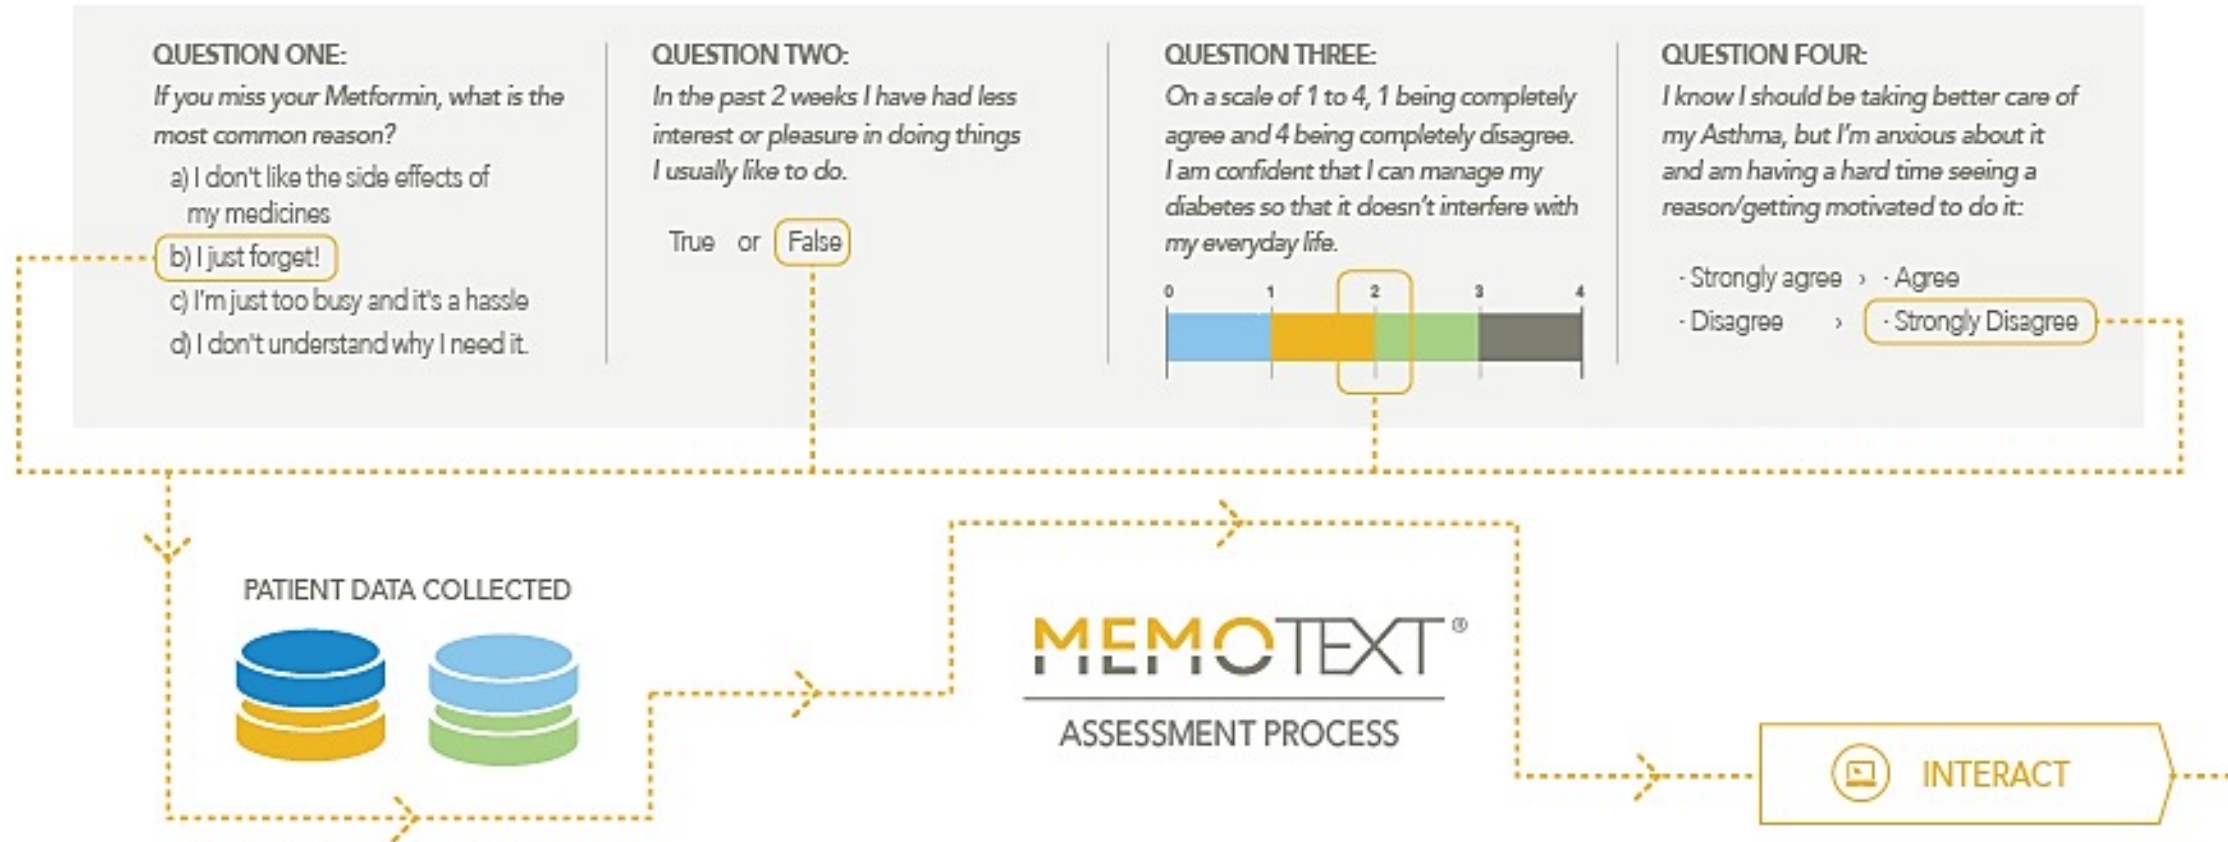 QUESTION ONE:
If you miss your Metformin, what is the
most common reason?
a) I don't like the side effects of
my medicines
b) I just forget!
c) I'm just too busy and it's a hassle
d) I don't understand why I need it.
QUESTION TWO:
In the past 2 weeks I have had less
interest or pleasure in doing things
I usually like to do.
True or False
QUESTION THREE:
On a scale of 1 to 4, 1 being completely
agree and 4 being completely disagree.
I am confident that I can manage my
diabetes so that it doesn't interfere with
my everyday life.
0 1 2 3 4
QUESTION FOUR:
I know I should be taking better care of
my Asthma, but I'm anxious about it
and am having a hard time seeing a
reason/getting motivated to do it:
· Strongly agree › · Agree
· Disagree › · Strongly Disagree
PATIENT DATA COLLECTED
MEMOTEXT®
ASSESSMENT PROCESS
INTERACT